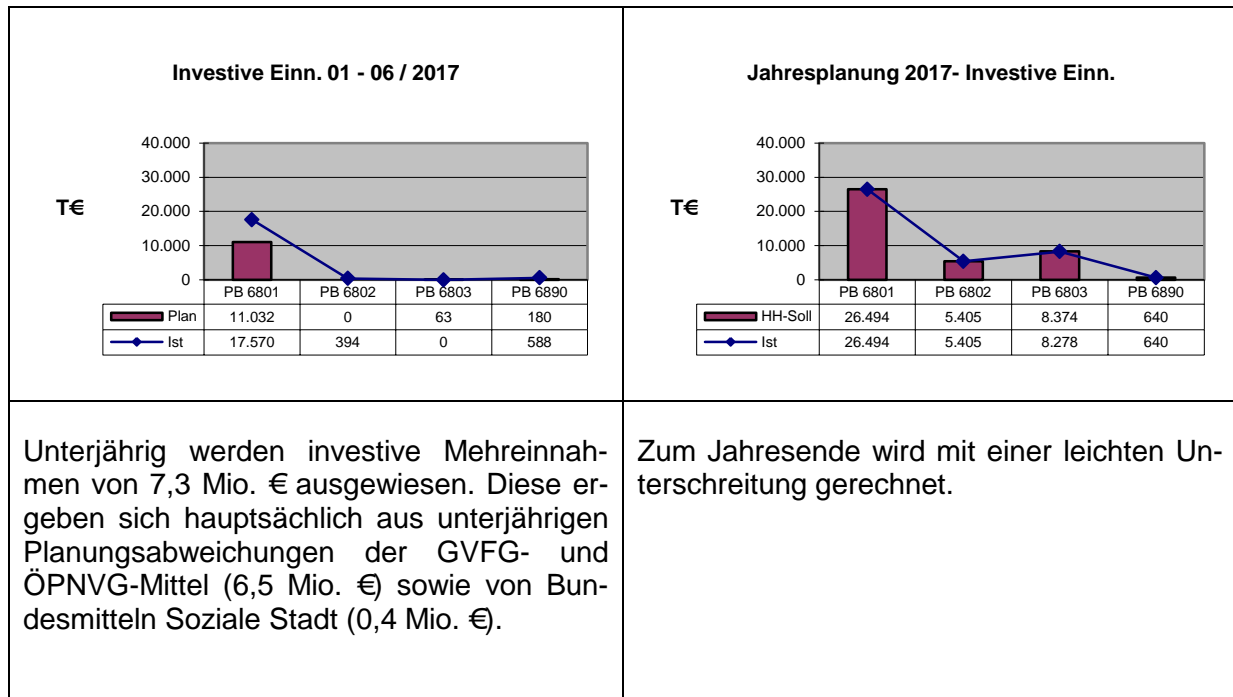 Investive Einn. 01 - 06 / 2017
T€
40.000
30.000
20.000
10.000
0
PB 6801 PB 6802 PB 6803 PB 6890
Plan 11.032 0 63 180
Ist 17.570 394 0 588
Unterjährig werden investive Mehreinnah-
men von 7,3 Mio. € ausgewiesen. Diese er-
geben sich hauptsächlich aus unterjährigen
Planungsabweichungen der GVFG- und
ÖPNVG-Mittel (6,5 Mio. €) sowie von Bun-
desmitteln Soziale Stadt (0,4 Mio. €).
Jahresplanung 2017- Investive Einn.
T€
40.000
30.000
20.000
10.000
0
PB 6801 PB 6802 PB 6803 PB 6890
HH-Soll 26.494 5.405 8.374 640
Ist 26.494 5.405 8.278 640
Zum Jahresende wird mit einer leichten Un-
terschreitung gerechnet.